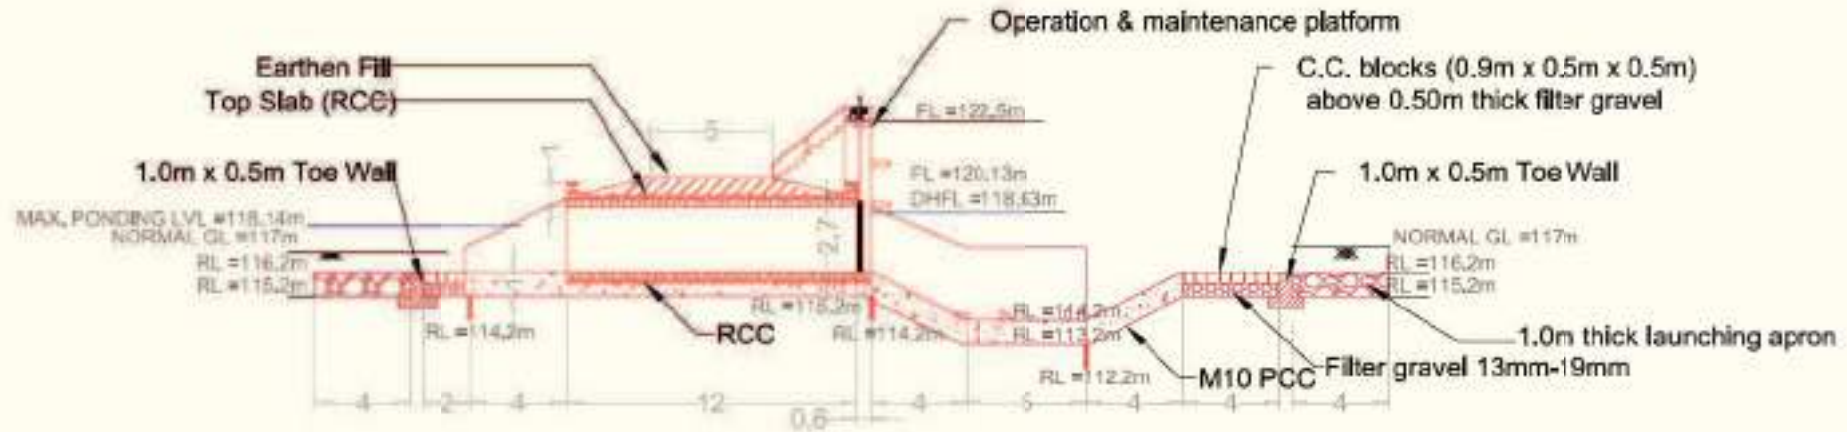 Operation & maintenance platform
Earthen Fill
Top Slab (RCC)
C.C. blocks (0.9m x 0.5m x 0.5m)
above 0.50m thick filter gravel
FL =122.5m
5
1
1.0m x 0.5m Toe Wall
FL =120.13m
DHFL =118.63m
1.0m x 0.5m Toe Wall
MAX. PONDING LVL =118.14m
NORMAL GL =117m
RL =116.2m
RL =115.2m
2,7
NORMAL GL =117m
RL =116.2m
RL =115.2m
RL =114.2m
RCC
RL =115.2m
RL =114.2m
RL =114.2m
RL =113.2m
RL =112.2m
M10 PCC
1.0m thick launching apron
Filter gravel 13mm-19mm
4
2
4
12
0.6
4
4
4
4